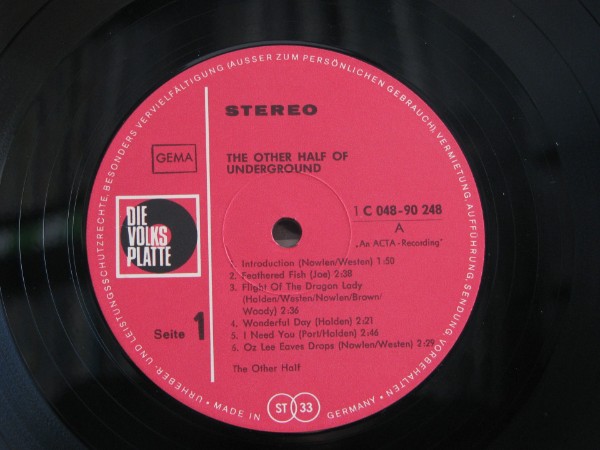 URHEBER- UND LEISTUNGSSCHUTZRECHTE, BESONDERS VERVIELFÄLTIGUNG (AUSSER ZUM PERSÖNLICHEN GEBRAUCH), VERMIETUNG, AUFFÜHRUNG, SENDUNG, VORBEHALTEN
STEREO
GEMA
THE OTHER HALF OF
UNDERGROUND
1 C 048-90 248
A
„An ACTA-Recording"
DIE
VOLKS
PLATTE
Seite 1
1. Introduction (Nowlen/Westen) 1:50
2. Feathered Fish (Joe) 2:38
3. Flight Of The Dragon Lady
(Holden/Westen/Nowlen/Brown/
Woody) 2:36
4. Wonderful Day (Holden) 2:21
5. I Need You (Port/Holden) 2:46
6. Oz Lee Eaves Drops (Nowlen/Westen) 2:29
The Other Half
• MADE IN ST 33 GERMANY •